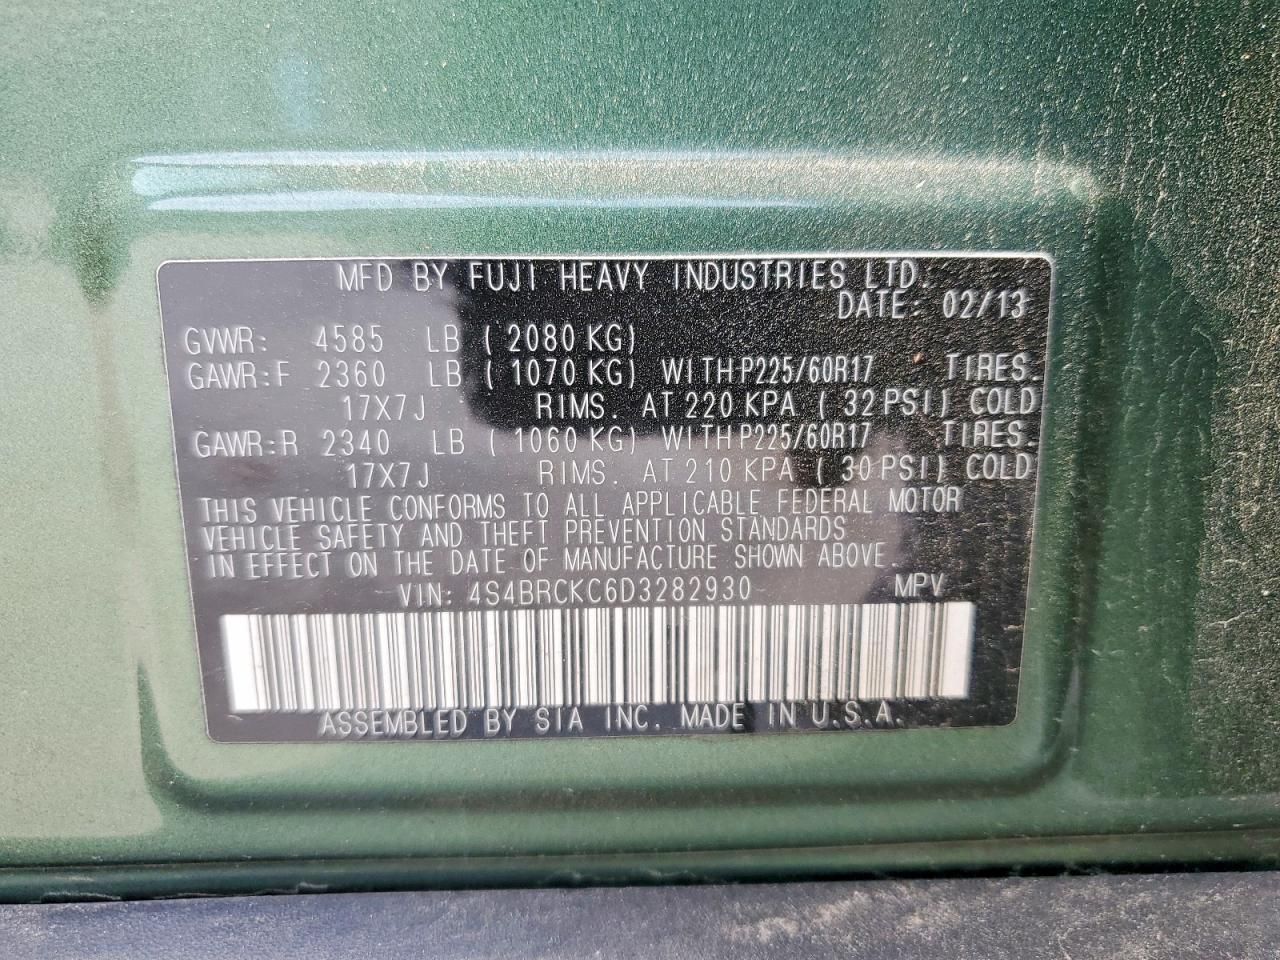 MFD BY FUJI HEAVY INDUSTRIES LTD.
DATE: 02/13
GVWR: 4585 LB ( 2080 KG)
GAWR:F 2360 LB ( 1070 KG) WITH P225/60R17 TIRES.
17X7J RIMS. AT 220 KPA ( 32 PSI) COLD
GAWR:R 2340 LB ( 1060 KG) WITH P225/60R17 TIRES.
17X7J RIMS. AT 210 KPA ( 30 PSI) COLD
THIS VEHICLE CONFORMS TO ALL APPLICABLE FEDERAL MOTOR
VEHICLE SAFETY AND THEFT PREVENTION STANDARDS
IN EFFECT ON THE DATE OF MANUFACTURE SHOWN ABOVE.
VIN: 4S4BRCKC6D3282930 MPV
ASSEMBLED BY SIA INC. MADE IN U.S.A.